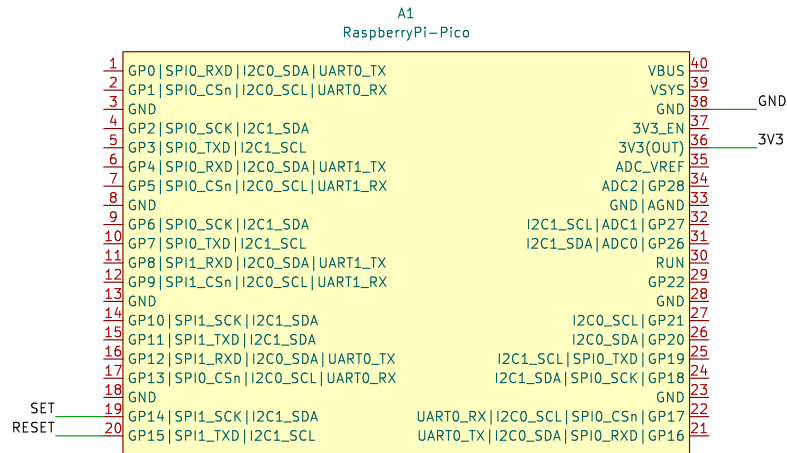 A1
RaspberryPi-Pico
1 GP0|SPI0_RXD|I2C0_SDA|UART0_TX VBUS 40
2 GP1|SPI0_CSn|I2C0_SCL|UART0_RX VSYS 39
3 GND GND 38 GND
4 GP2|SPI0_SCK|I2C1_SDA 3V3_EN 37
5 GP3|SPI0_TXD|I2C1_SCL 3V3(OUT) 36 3V3
6 GP4|SPI0_RXD|I2C0_SDA|UART1_TX ADC_VREF 35
7 GP5|SPI0_CSn|I2C0_SCL|UART1_RX ADC2|GP28 34
8 GND GND|AGND 33
9 GP6|SPI0_SCK|I2C1_SDA I2C1_SCL|ADC1|GP27 32
10 GP7|SPI0_TXD|I2C1_SCL I2C1_SDA|ADC0|GP26 31
11 GP8|SPI1_RXD|I2C0_SDA|UART1_TX RUN 30
12 GP9|SPI1_CSn|I2C0_SCL|UART1_RX GP22 29
13 GND GND 28
14 GP10|SPI1_SCK|I2C1_SDA I2C0_SCL|GP21 27
15 GP11|SPI1_TXD|I2C1_SDA I2C0_SDA|GP20 26
16 GP12|SPI1_RXD|I2C0_SDA|UART0_TX I2C1_SCL|SPI0_TXD|GP19 25
17 GP13|SPI0_CSn|I2C0_SCL|UART0_RX I2C1_SDA|SPI0_SCK|GP18 24
18 GND GND 23
SET 19 GP14|SPI1_SCK|I2C1_SDA UART0_RX|I2C0_SCL|SPI0_CSn|GP17 22
RESET 20 GP15|SPI1_TXD|I2C1_SCL UART0_TX|I2C0_SDA|SPI0_RXD|GP16 21